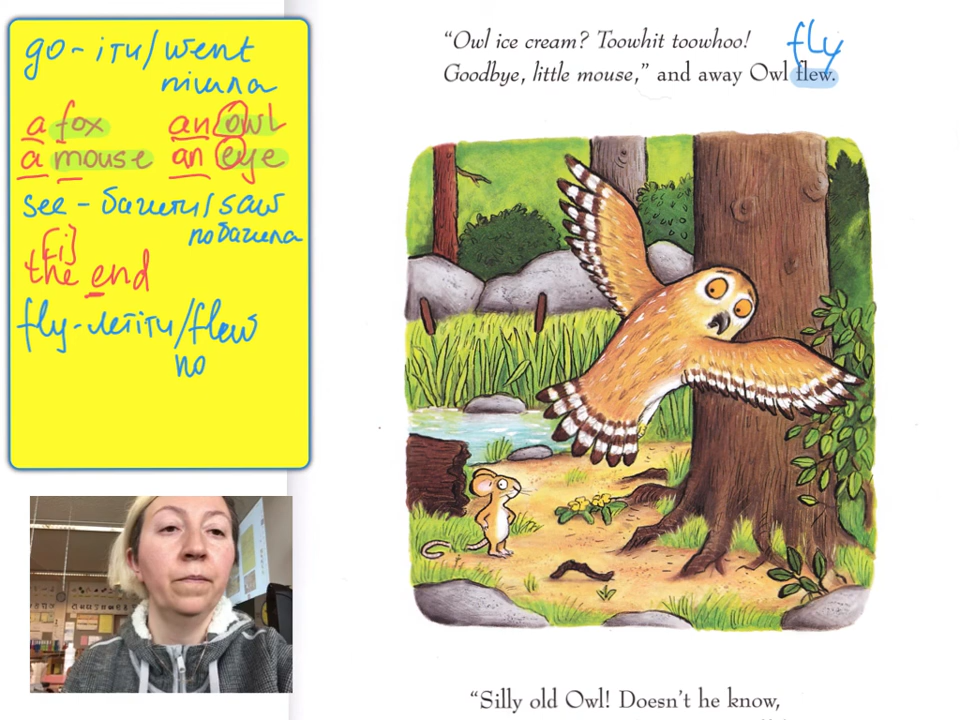 go - іти / went
пішла
a fox an owl
a mouse an eye
see - бачити / saw
побачила
[i]
the end
fly - летіти / flew
по
fly
“Owl ice cream? Toowhit toowhoo!
Goodbye, little mouse,” and away Owl flew.
“Silly old Owl! Doesn’t he know,